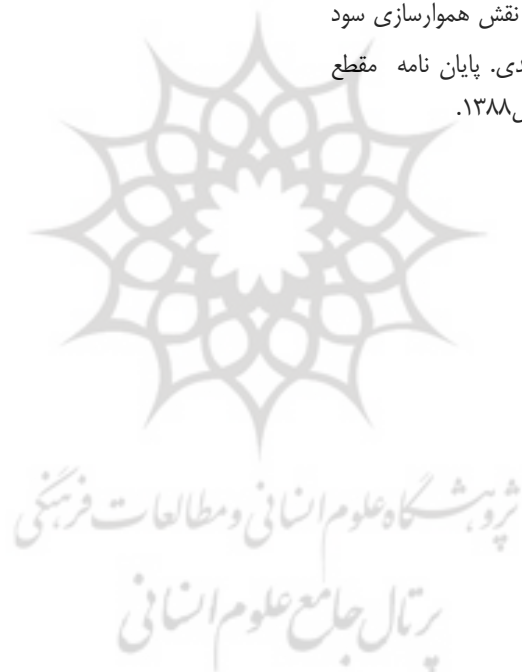 نقش هموارسازی سود
دی. پایان نامه مقطع
۱۳۸۸.
پژوهشگاه علوم انسانی و مطالعات فرهنگی
پرتال جامع علوم انسانی